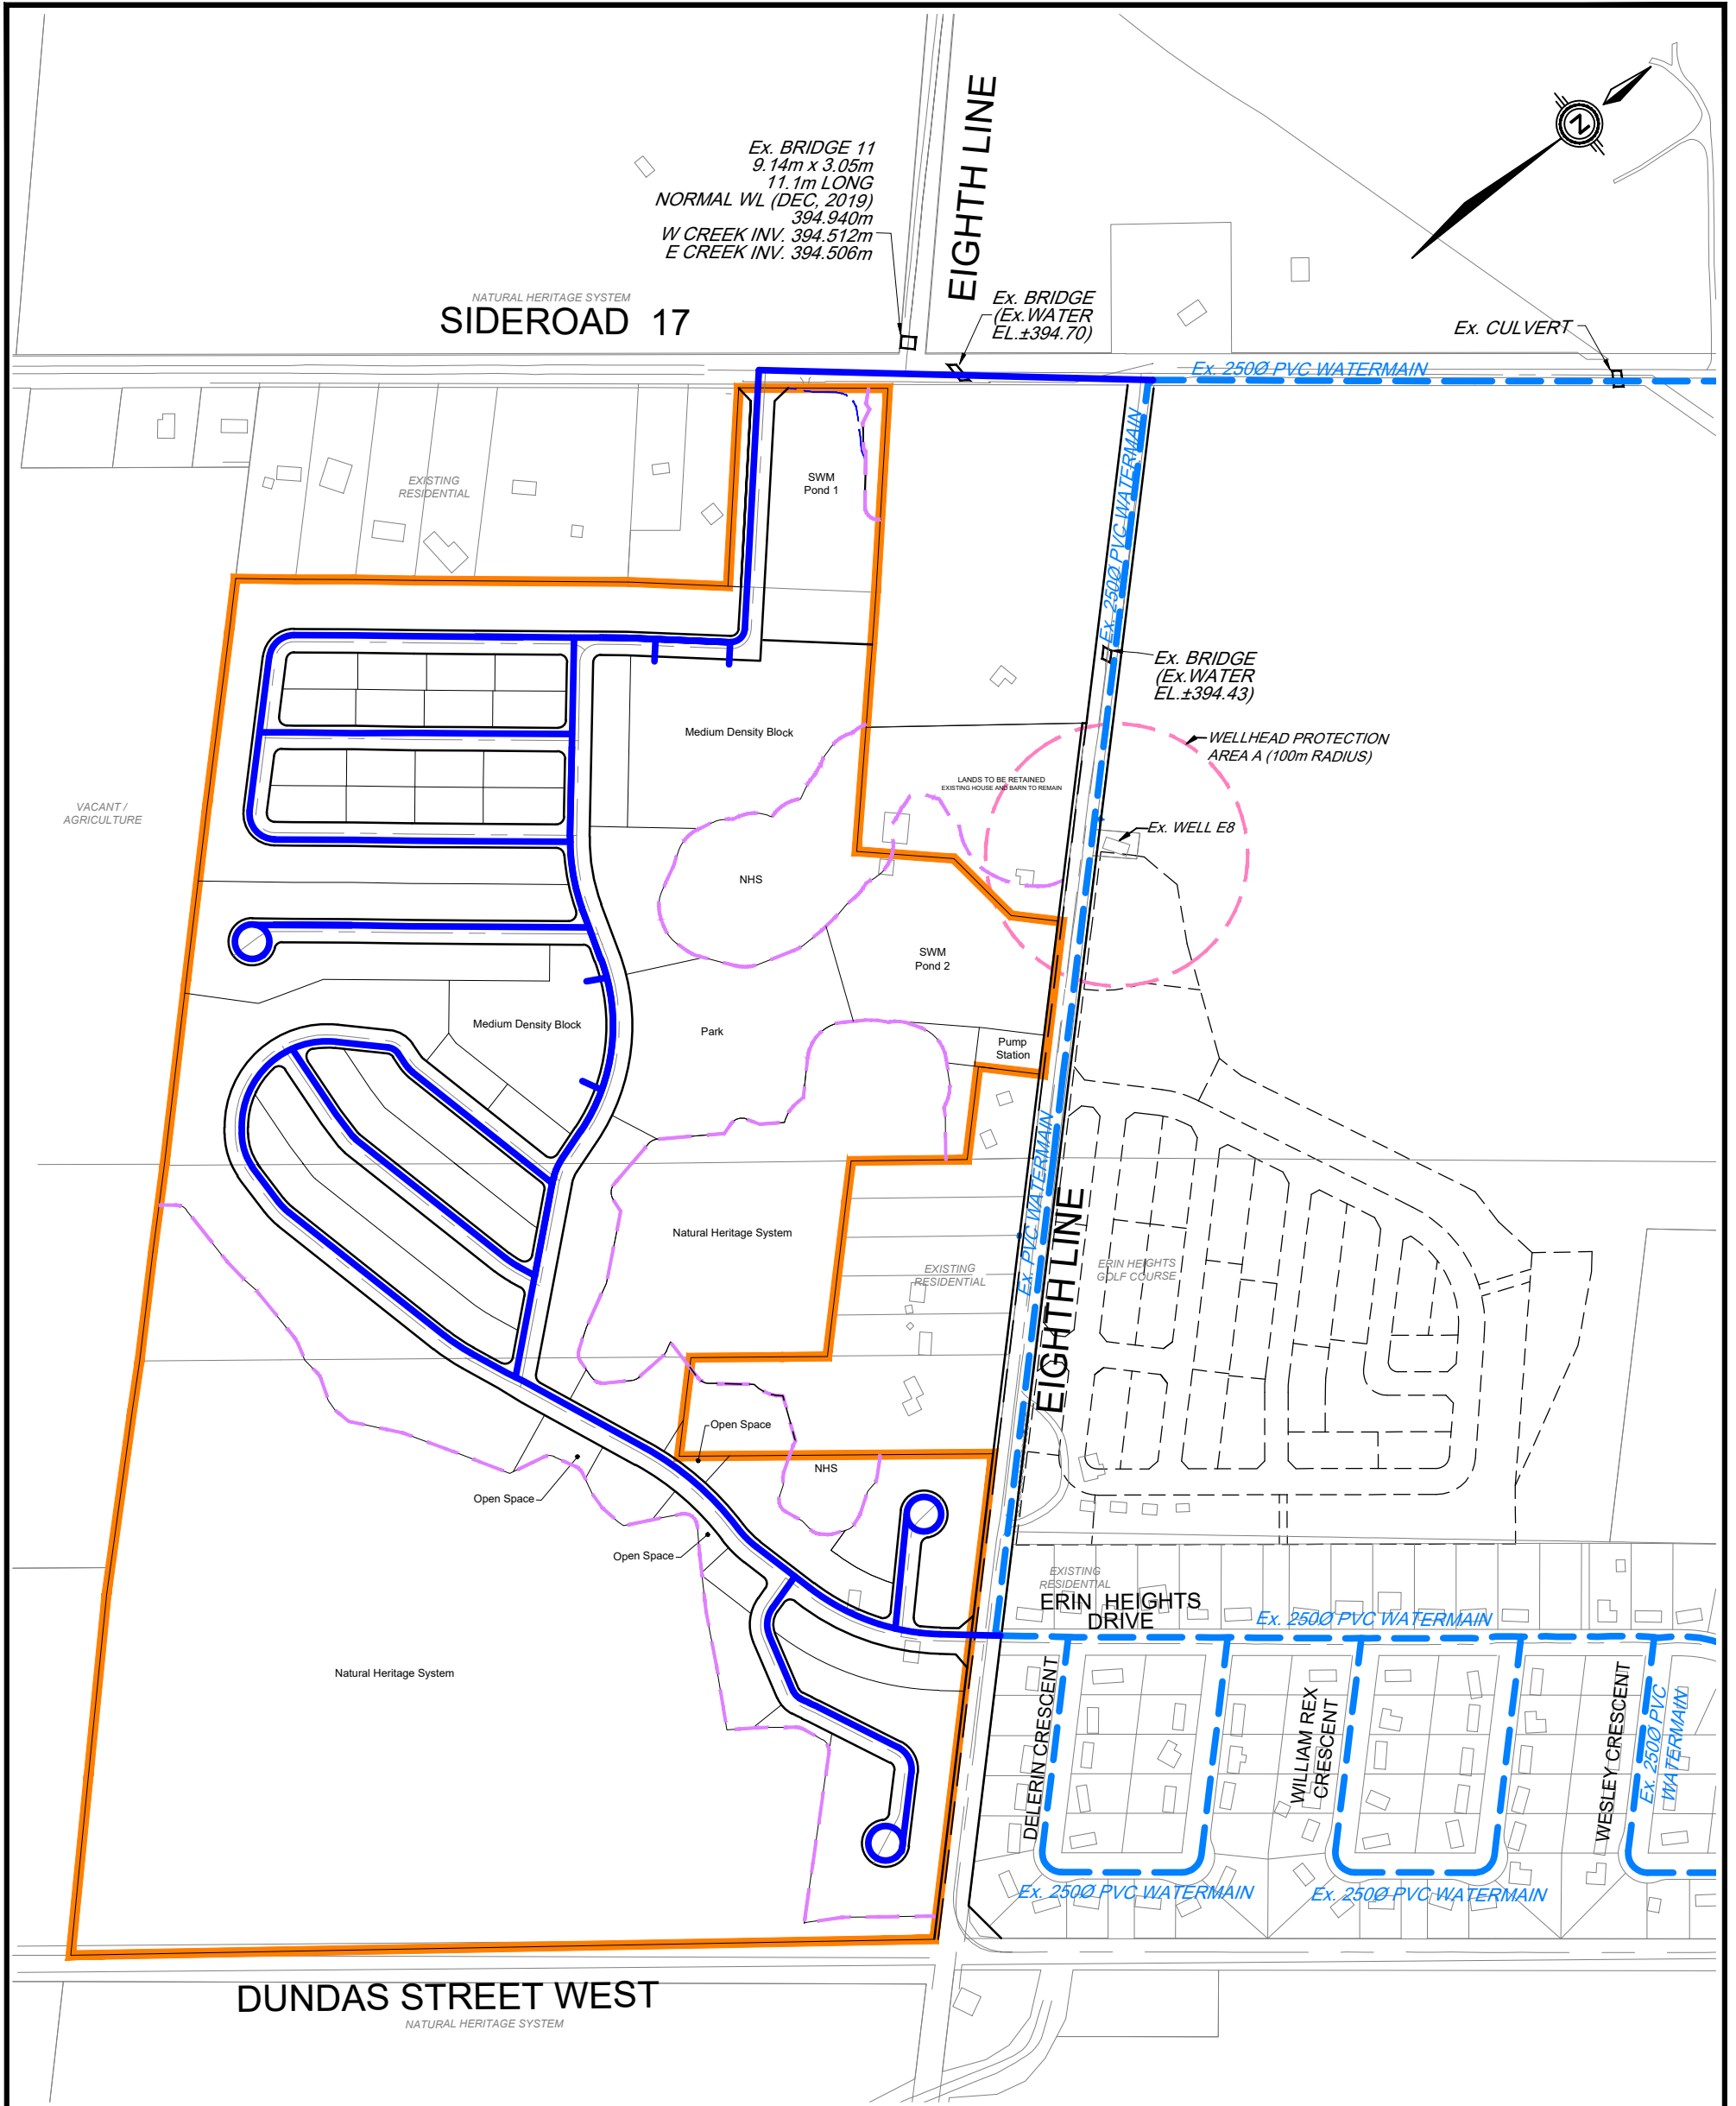 Ex. BRIDGE 11
9.14m x 3.05m
11.1m LONG
NORMAL WL (DEC, 2019)
394.940m
W CREEK INV. 394.512m
E CREEK INV. 394.506m
EIGHTH LINE
Z
NATURAL HERITAGE SYSTEM
SIDEROAD 17
Ex. BRIDGE
(Ex.WATER
EL.±394.70)
Ex. CULVERT
Ex. 250Ø PVC WATERMAIN
Ex. 250Ø PVC WATERMAIN
EXISTING
RESIDENTIAL
SWM
Pond 1
Ex. BRIDGE
(Ex.WATER
EL.±394.43)
Medium Density Block
WELLHEAD PROTECTION
AREA A (100m RADIUS)
LANDS TO BE RETAINED
EXISTING HOUSE AND BARN TO REMAIN
VACANT /
AGRICULTURE
Ex. WELL E8
NHS
SWM
Pond 2
Medium Density Block
Park
Pump
Station
Ex. PVC WATERMAIN
EIGHTH LINE
Natural Heritage System
EXISTING
RESIDENTIAL
ERIN HEIGHTS
GOLF COURSE
Open Space
NHS
Open Space
Open Space
EXISTING
RESIDENTIAL
ERIN HEIGHTS
DRIVE
Ex. 250Ø PVC WATERMAIN
Natural Heritage System
DELERIN CRESCENT
WILLIAM REX
CRESCENT
WESLEY CRESCENT
Ex. 250Ø PVC
WATERMAIN
Ex. 250Ø PVC WATERMAIN
Ex. 250Ø PVC WATERMAIN
DUNDAS STREET WEST
NATURAL HERITAGE SYSTEM